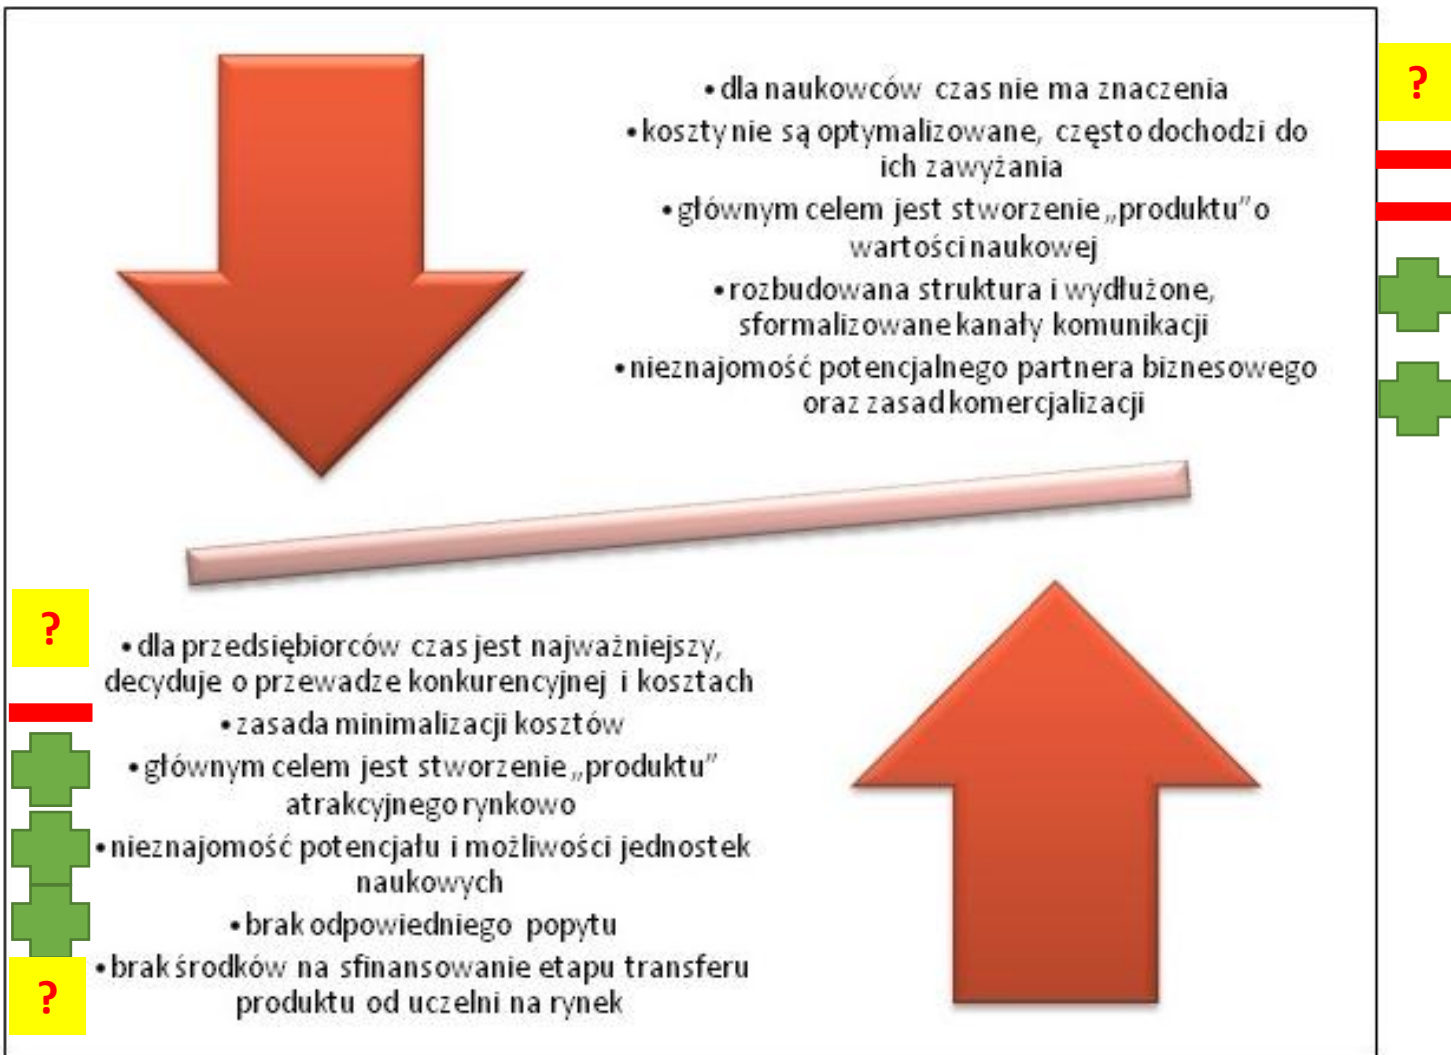 • dla naukowców czas nie ma znaczenia
• koszty nie są optymalizowane, często dochodzi do
ich zawyżania
• głównym celem jest stworzenie „produktu” o
wartości naukowej
• rozbudowana struktura i wydłużone,
sformalizowane kanały komunikacji
• nieznajomość potencjalnego partnera biznesowego
oraz zasad komercjalizacji
?
?
• dla przedsiębiorców czas jest najważniejszy,
decyduje o przewadze konkurencyjnej i kosztach
• zasada minimalizacji kosztów
• głównym celem jest stworzenie „produktu”
atrakcyjnego rynkowo
• nieznajomość potencjału i możliwości jednostek
naukowych
• brak odpowiedniego popytu
• brak środków na sfinansowanie etapu transferu
produktu od uczelni na rynek
?